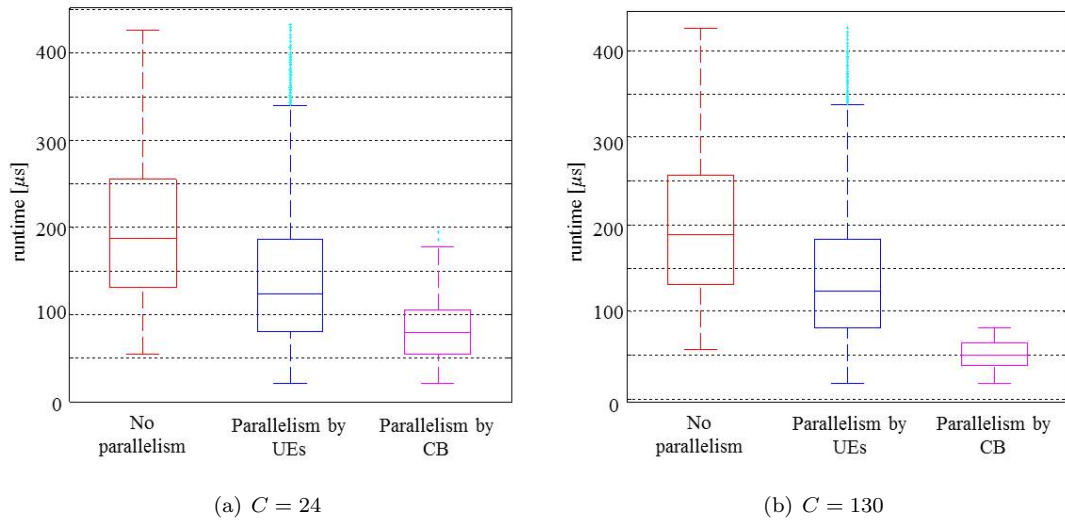 400
300
200
100
0
runtime [μs]
No
parallelism
Parallelism by
UEs
Parallelism by
CB
(a) C = 24
400
300
200
100
0
runtime [μs]
No
parallelism
Parallelism by
UEs
Parallelism by
CB
(b) C = 130